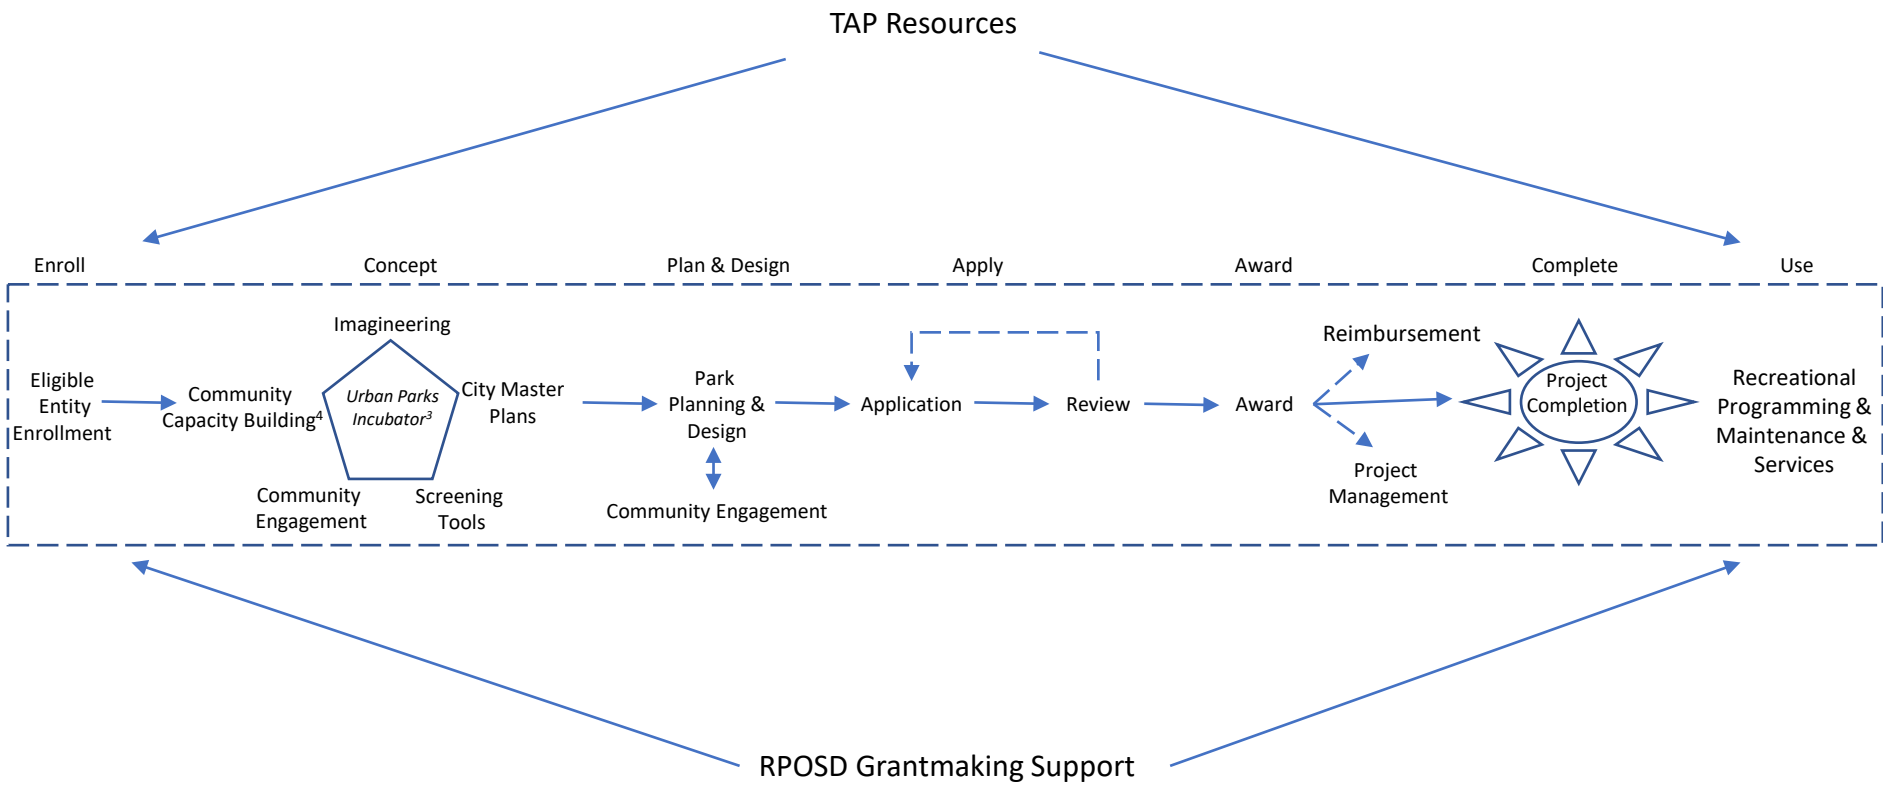 TAP Resources
Enroll
Concept
Plan & Design
Apply
Award
Complete
Use
Eligible
Entity
Enrollment
Community
Capacity Building⁴
Imagineering
Urban Parks
Incubator³
City Master
Plans
Community
Engagement
Screening
Tools
Park
Planning &
Design
Community Engagement
Application
Review
Award
Reimbursement
Project
Management
Project
Completion
Recreational
Programming &
Maintenance &
Services
RPOSD Grantmaking Support